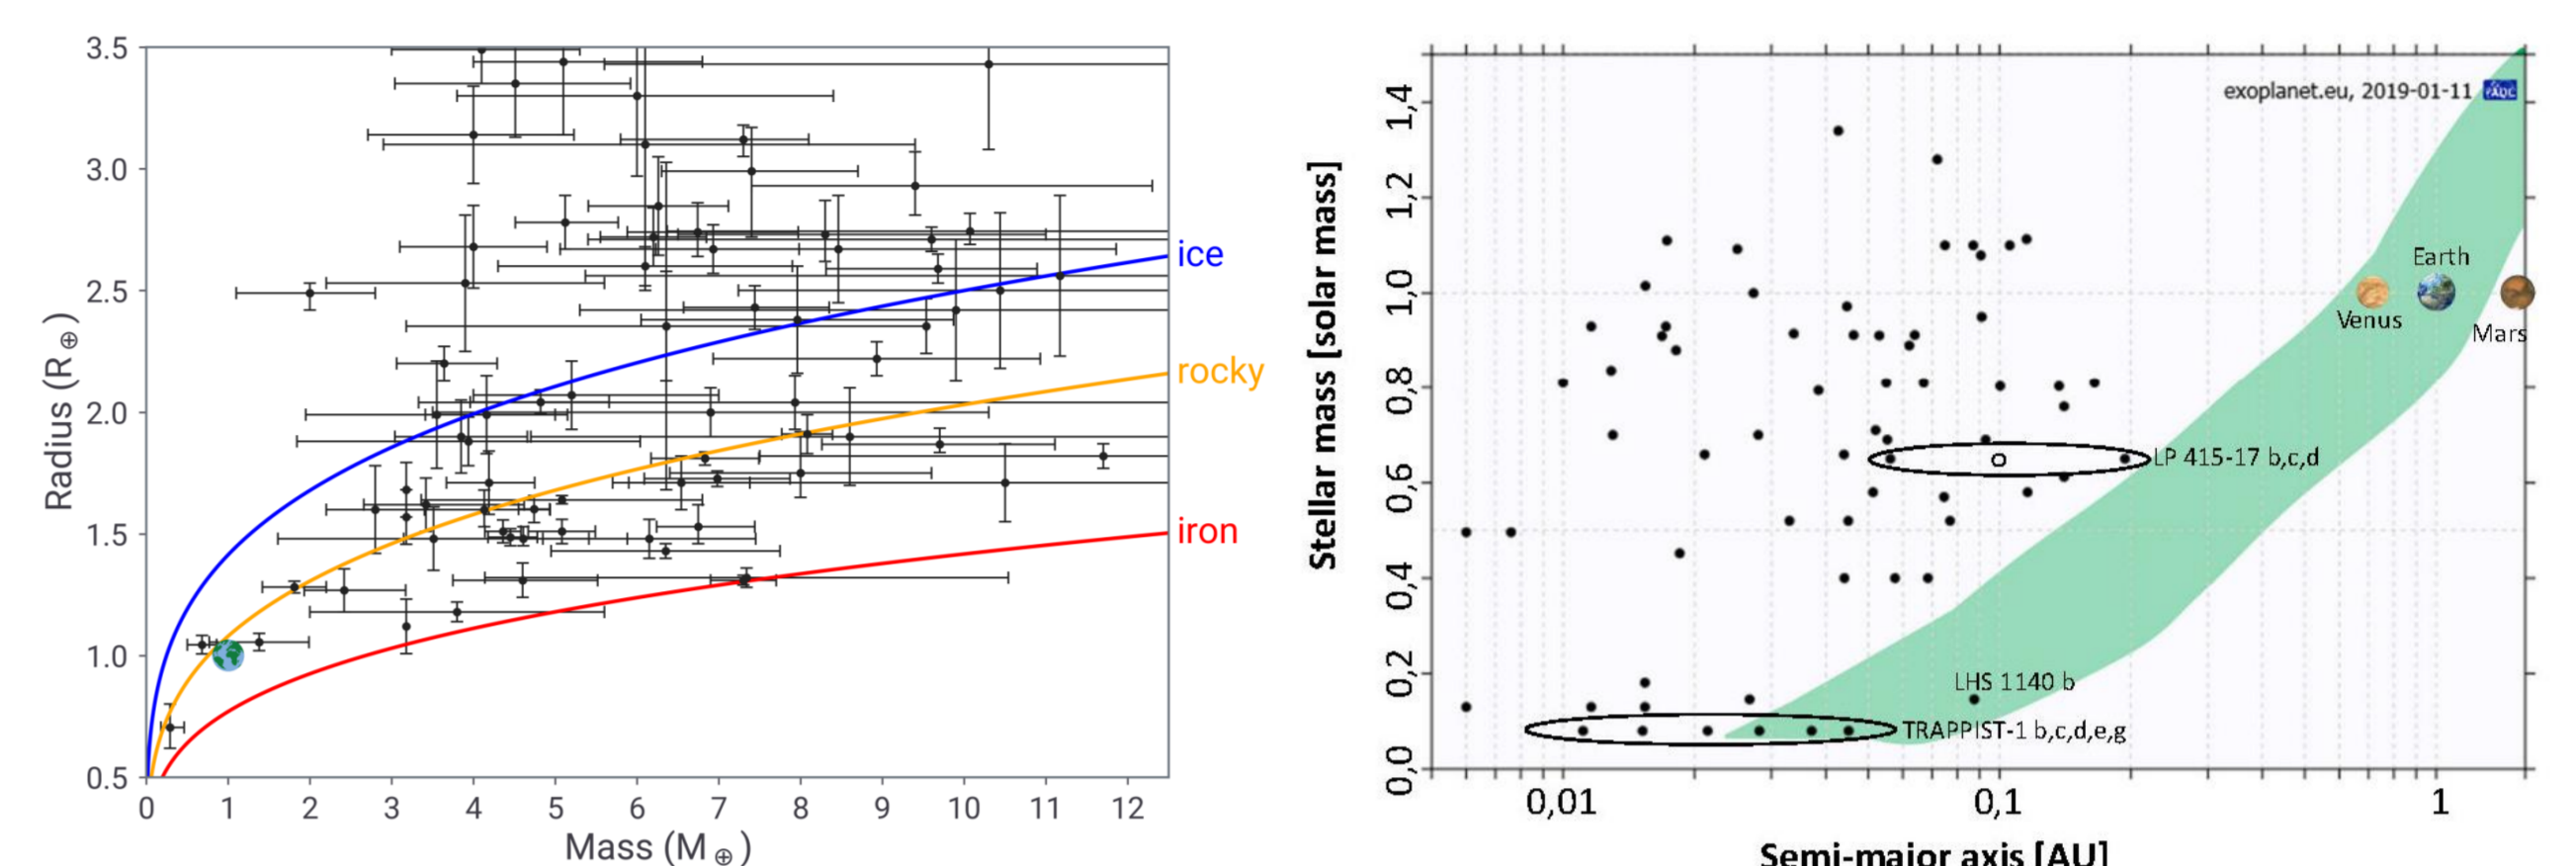 3.5
3.0
2.5
2.0
1.5
1.0
0.5
Radius (R⊕)
0 1 2 3 4 5 6 7 8 9 10 11 12
Mass (M⊕)
ice
rocky
iron
1,4
1,2
1,0
0,8
0,6
0,4
0,2
0,0
Stellar mass [solar mass]
exoplanet.eu, 2019-01-11
Earth
Venus
Mars
LP 415-17 b,c,d
LHS 1140 b
TRAPPIST-1 b,c,d,e,g
0,01 0,1 1
Semi-major axis [AU]